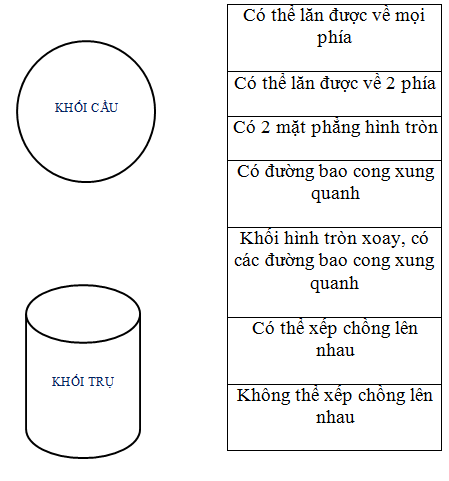 KHỐI CẦU
Có thể lăn được về mọi
phía
Có thể lăn được về 2 phía
Có 2 mặt phẳng hình tròn
Có đường bao cong xung
quanh
Khối hình tròn xoay, có
các đường bao cong xung
quanh
Có thể xếp chồng lên
nhau
Không thể xếp chồng lên
nhau
KHỐI TRỤ